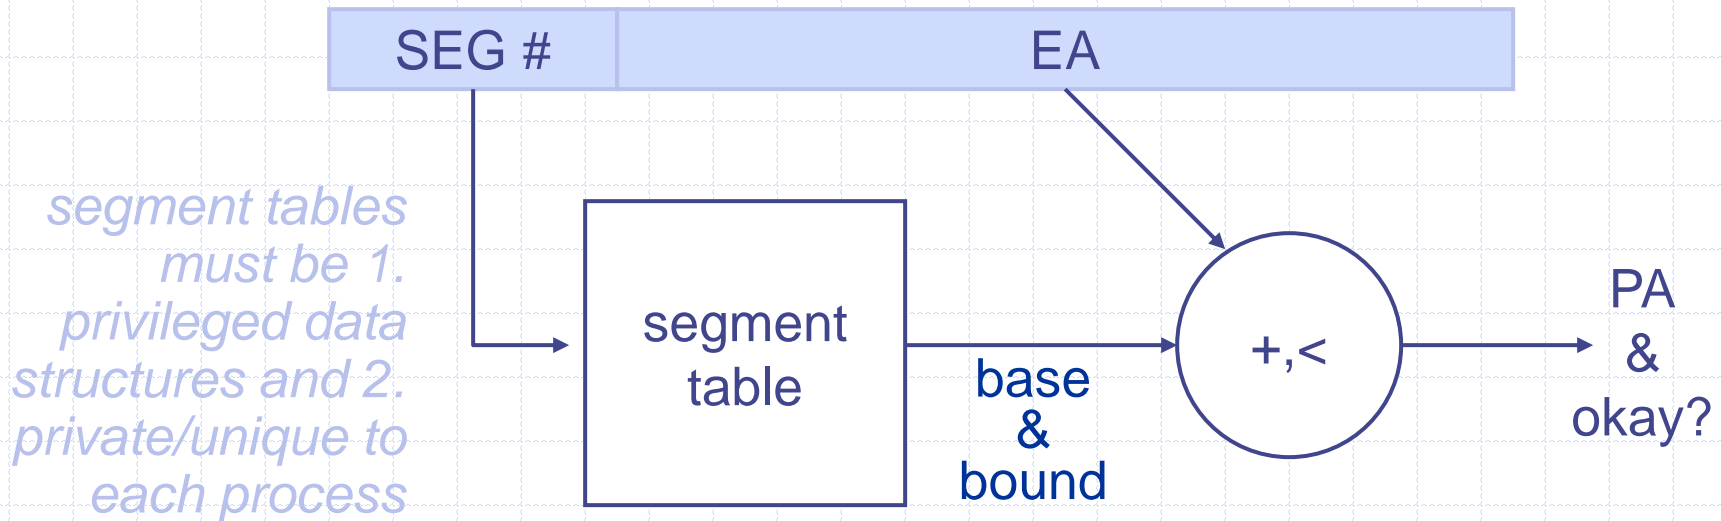 SEG #
EA
segment tables
must be 1.
privileged data
structures and 2.
private/unique to
each process
segment
table
base
&
bound
+,<
PA
&
okay?